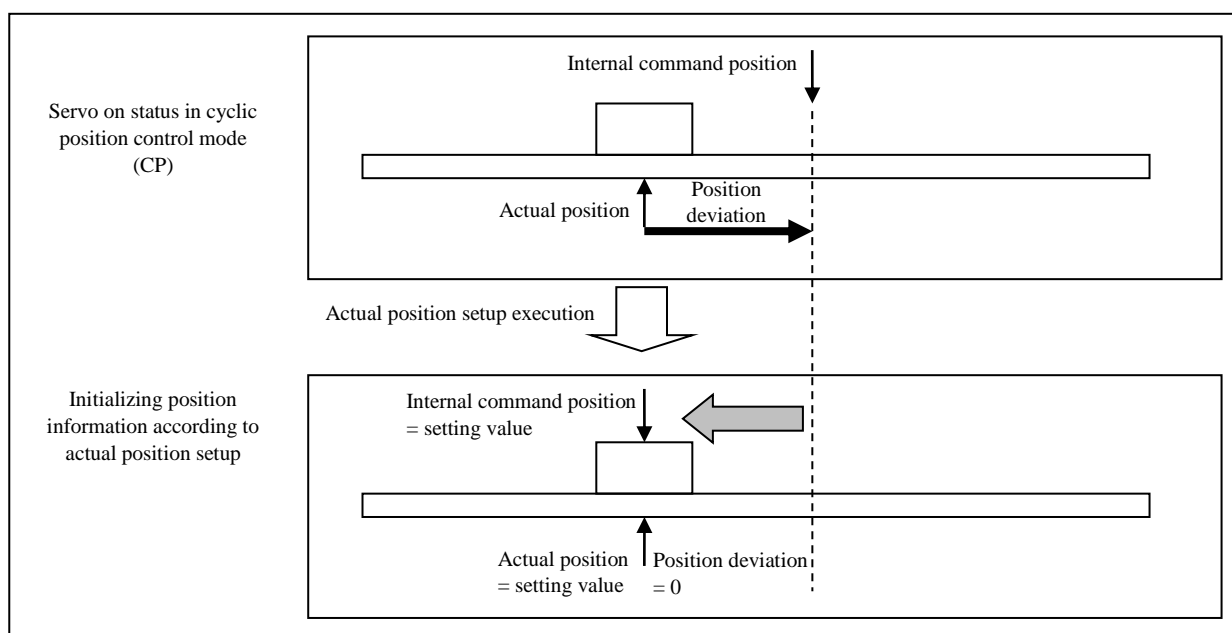 Servo on status in cyclic
position control mode
(CP)
Internal command position
Actual position
Position
deviation
Actual position setup execution
Initializing position
information according to
actual position setup
Internal command position
= setting value
Actual position
= setting value
Position deviation
= 0